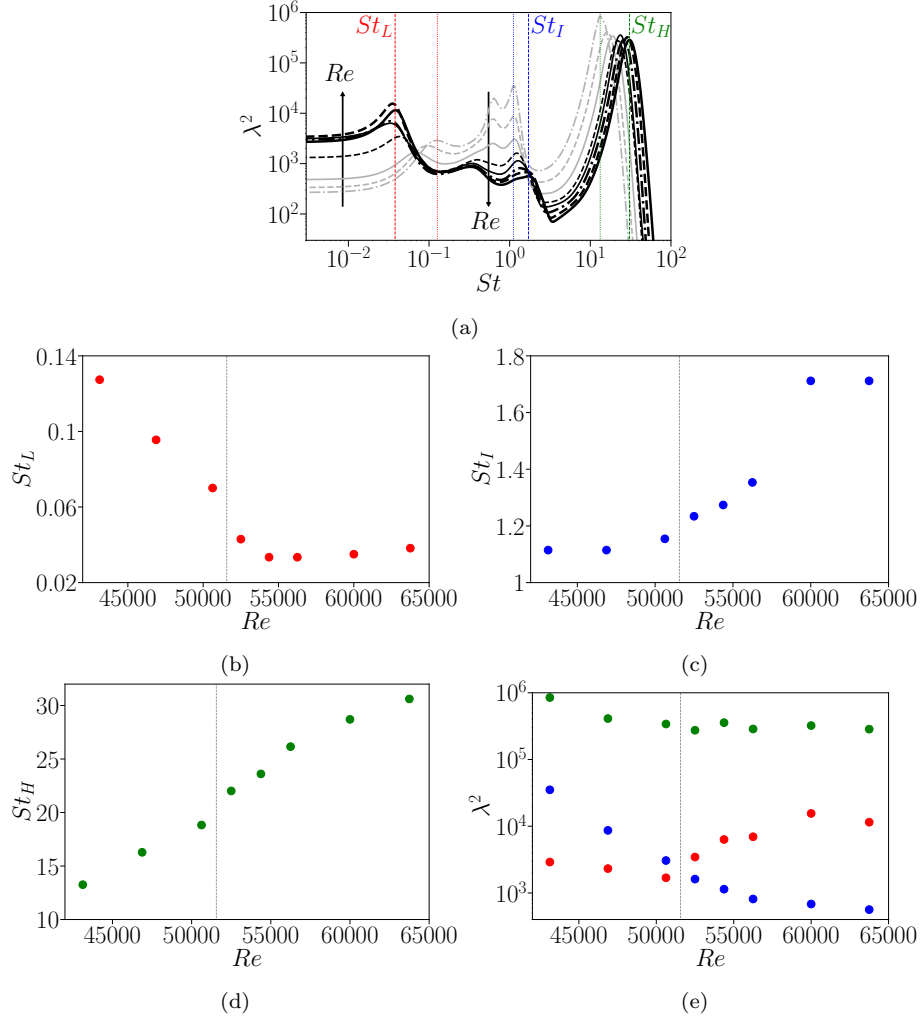 St_L St_I St_H
10^6
10^5
10^4
10^3
10^2
λ^2
Re
Re
10^{-2} 10^{-1} 10^0 10^1 10^2
St
(a)
0.14
0.1
0.06
0.02
St_L
45000 50000 55000 60000 65000
Re
(b)
1.8
1.6
1.4
1.2
1
St_I
45000 50000 55000 60000 65000
Re
(c)
30
25
20
15
10
St_H
45000 50000 55000 60000 65000
Re
(d)
10^6
10^5
10^4
10^3
λ^2
45000 50000 55000 60000 65000
Re
(e)